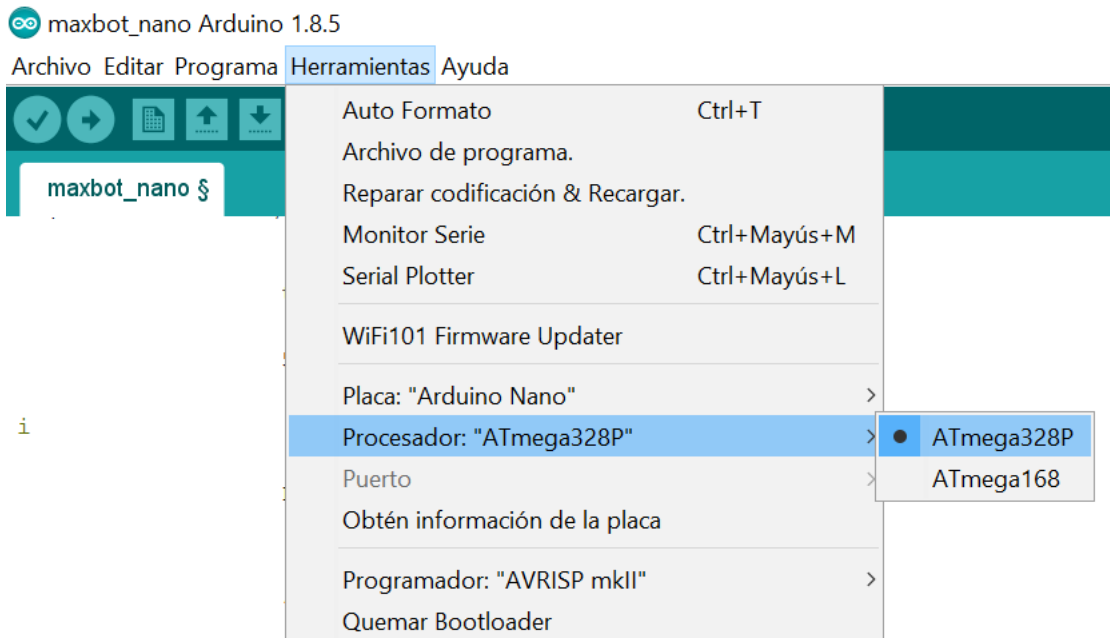 maxbot_nano Arduino 1.8.5
Archivo Editar Programa Herramientas Ayuda
maxbot_nano §
Auto Formato Ctrl+T
Archivo de programa.
Reparar codificación & Recargar.
Monitor Serie Ctrl+Mayús+M
Serial Plotter Ctrl+Mayús+L
WiFi101 Firmware Updater
Placa: "Arduino Nano"
i
Procesador: "ATmega328P" ATmega328P
Puerto ATmega168
Obtén información de la placa
Programador: "AVRISP mkII"
Quemar Bootloader